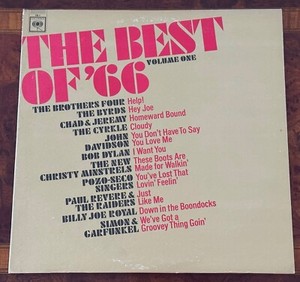 THE BEST
OF '66
VOLUME ONE
THE BROTHERS FOUR Help!
THE BYRDS Hey Joe
CHAD & JEREMY Homeward Bound
THE CYRKLE Cloudy
JOHN DAVIDSON You Don't Have To Say You Love Me
BOB DYLAN I Want You
THE NEW CHRISTY MINSTRELS These Boots Are Made for Walkin'
POZO-SECO SINGERS You've Lost That Lovin' Feelin'
PAUL REVERE & THE RAIDERS Just Like Me
BILLY JOE ROYAL Down in the Boondocks
SIMON & GARFUNKEL We've Got a Groovey Thing Goin'